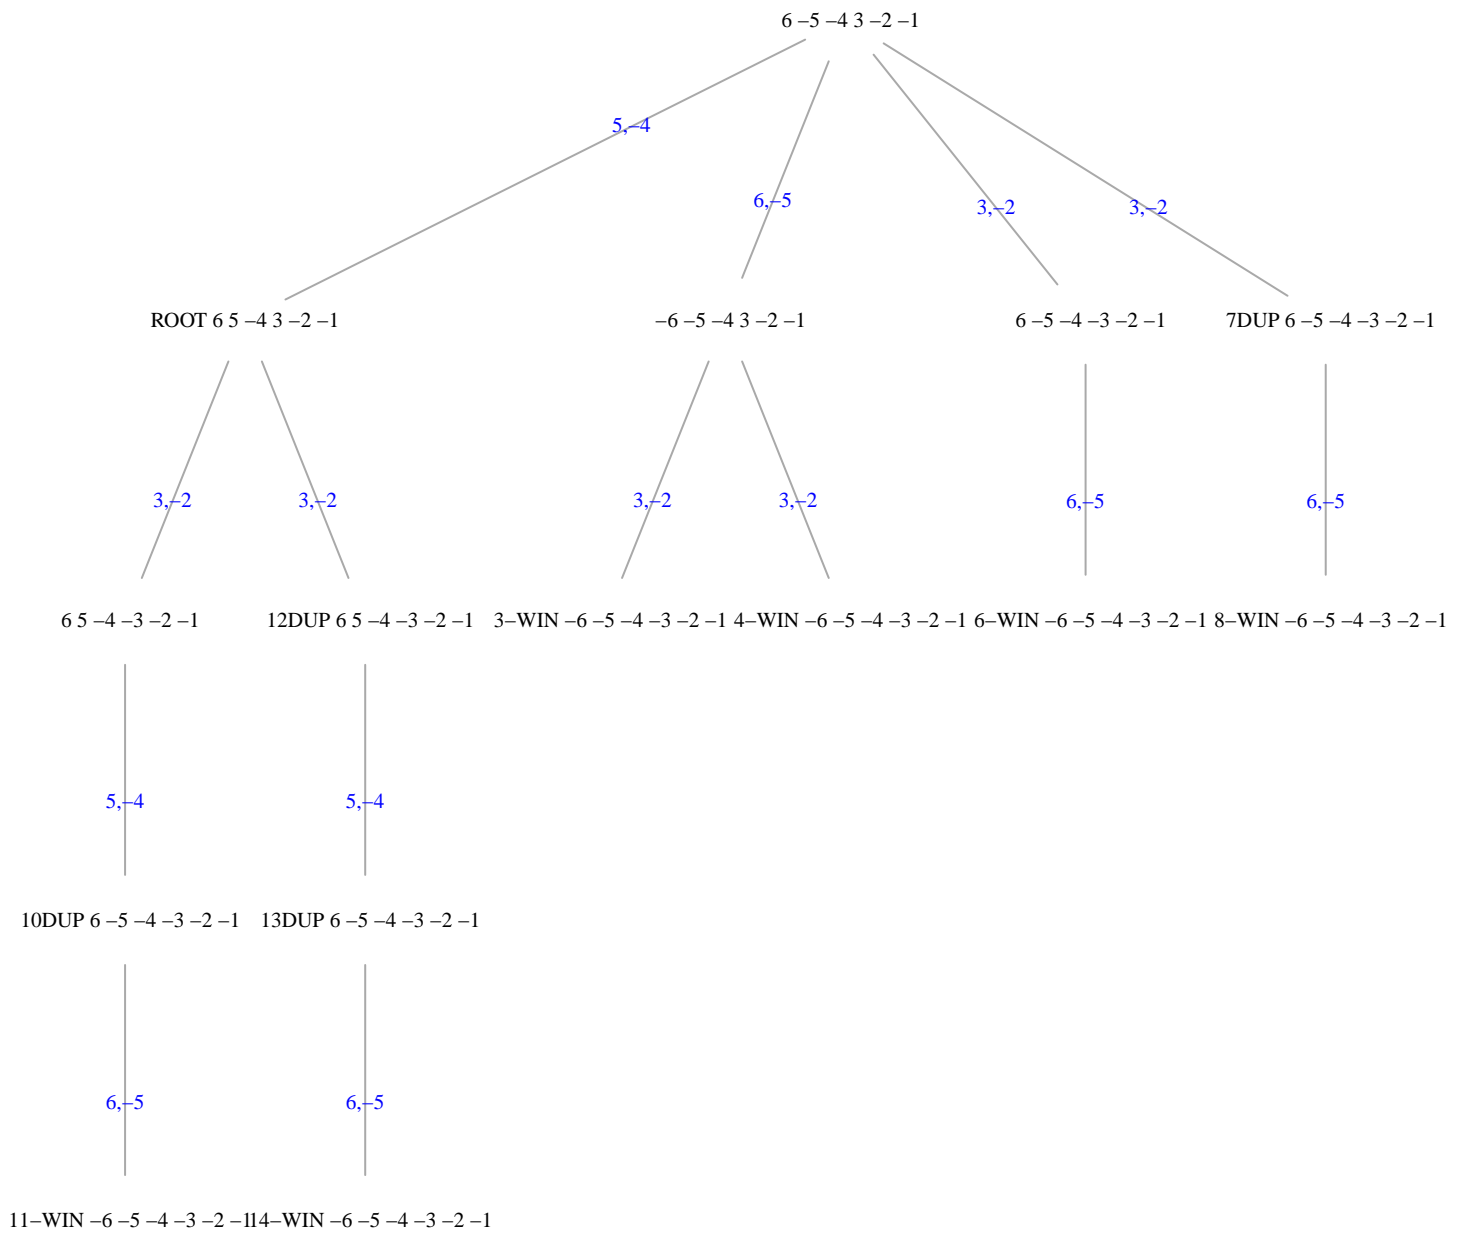 6 –5 –4 3 –2 –1
5,–4
6,–5
3,–2
3,–2
ROOT 6 5 –4 3 –2 –1
–6 –5 –4 3 –2 –1
6 –5 –4 –3 –2 –1
7DUP 6 –5 –4 –3 –2 –1
3,–2
3,–2
3,–2
3,–2
6,–5
6,–5
6 5 –4 –3 –2 –1
12DUP 6 5 –4 –3 –2 –1
3–WIN –6 –5 –4 –3 –2 –1
4–WIN –6 –5 –4 –3 –2 –1
6–WIN –6 –5 –4 –3 –2 –1
8–WIN –6 –5 –4 –3 –2 –1
5,–4
5,–4
10DUP 6 –5 –4 –3 –2 –1
13DUP 6 –5 –4 –3 –2 –1
6,–5
6,–5
11–WIN –6 –5 –4 –3 –2 –1
14–WIN –6 –5 –4 –3 –2 –1